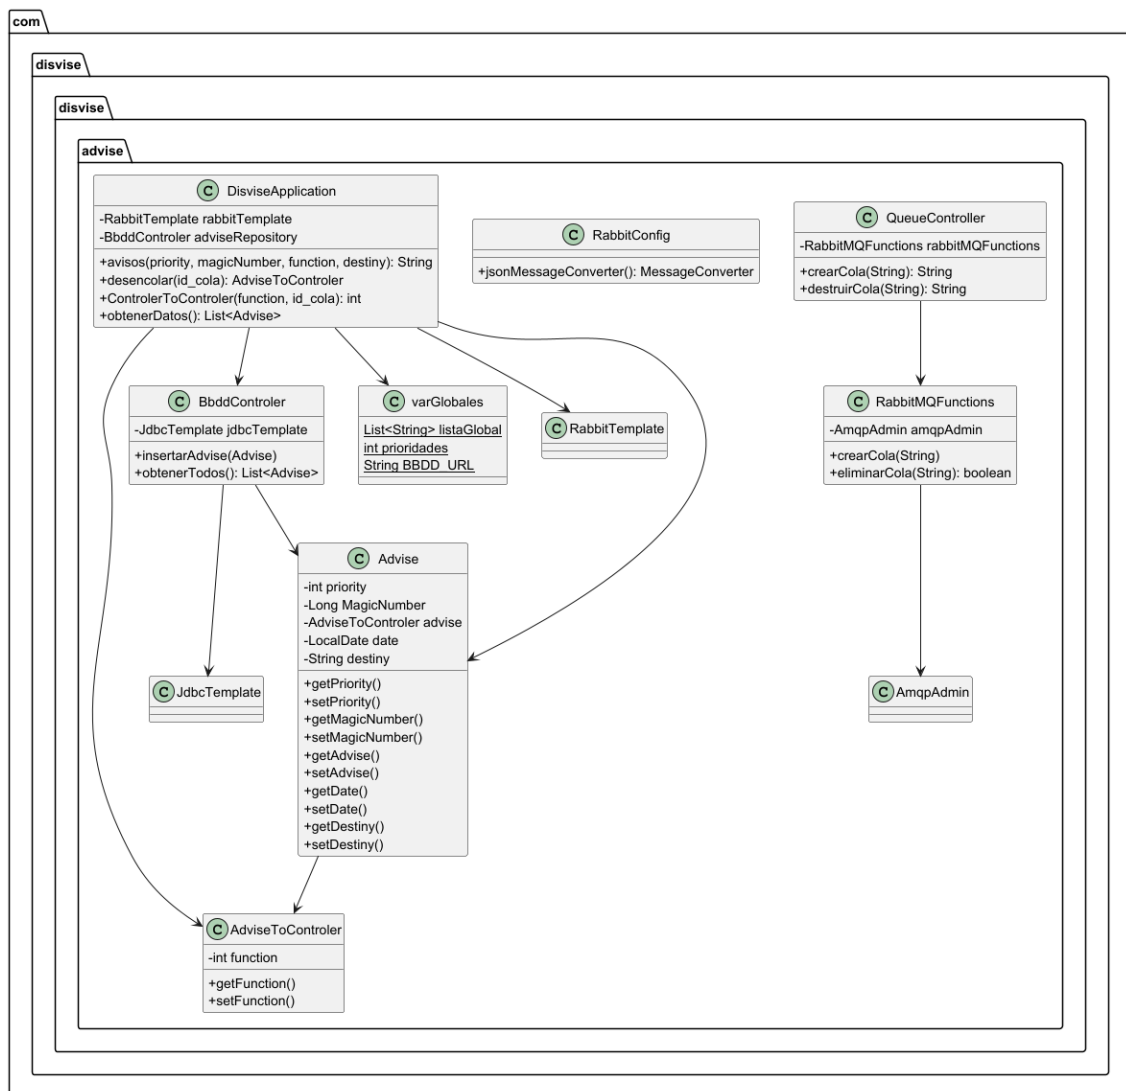 com
disvise
disvise
advise
C DisviseApplication
-RabbitTemplate rabbitTemplate
-BbddControler adviseRepository
+avisos(priority, magicNumber, function, destiny): String
+desencolar(id_cola): AdviseToControler
+ControlerToControler(function, id_cola): int
+obtenerDatos(): List<Advise>
C RabbitConfig
+jsonMessageConverter(): MessageConverter
C QueueController
-RabbitMQFunctions rabbitMQFunctions
+crearCola(String): String
+destruirCola(String): String
C BbddControler
-JdbcTemplate jdbcTemplate
+insertarAdvise(Advise)
+obtenerTodos(): List<Advise>
C varGlobales
List<String> listaGlobal
int prioridades
String BBDD_URL
C RabbitTemplate
C RabbitMQFunctions
-AmqpAdmin amqpAdmin
+crearCola(String)
+eliminarCola(String): boolean
C Advise
-int priority
-Long MagicNumber
-AdviseToControler advise
-LocalDate date
-String destiny
+getPriority()
+setPriority()
+getMagicNumber()
+setMagicNumber()
+getAdvise()
+setAdvise()
+getDate()
+setDate()
+getDestiny()
+setDestiny()
C JdbcTemplate
C AmqpAdmin
C AdviseToControler
-int function
+getFunction()
+setFunction()